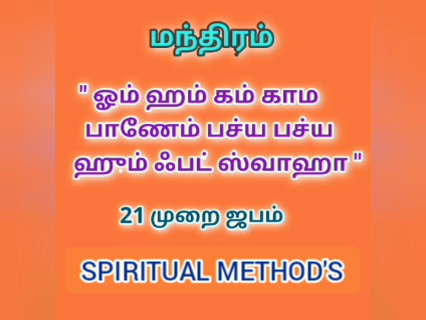 மந்திரம்
" ஓம் ஹம் கம் காம
பாணேம் பச்ய பச்ய
ஹும் ஃபட் ஸ்வாஹா "
21 முறை ஜபம்
SPIRITUAL METHOD'S